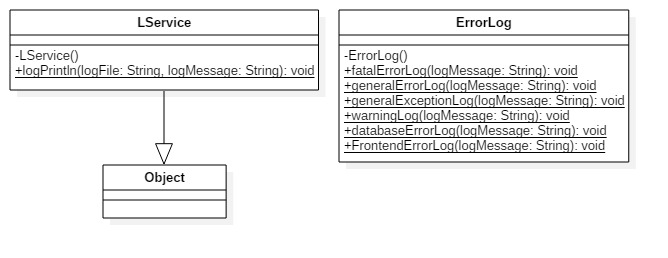 LService
-LService()
+logPrintln(logFile: String, logMessage: String): void
Object
ErrorLog
-ErrorLog()
+fatalErrorLog(logMessage: String): void
+generalErrorLog(logMessage: String): void
+generalExceptionLog(logMessage: String): void
+warningLog(logMessage: String): void
+databaseErrorLog(logMessage: String): void
+FrontendErrorLog(logMessage: String): void